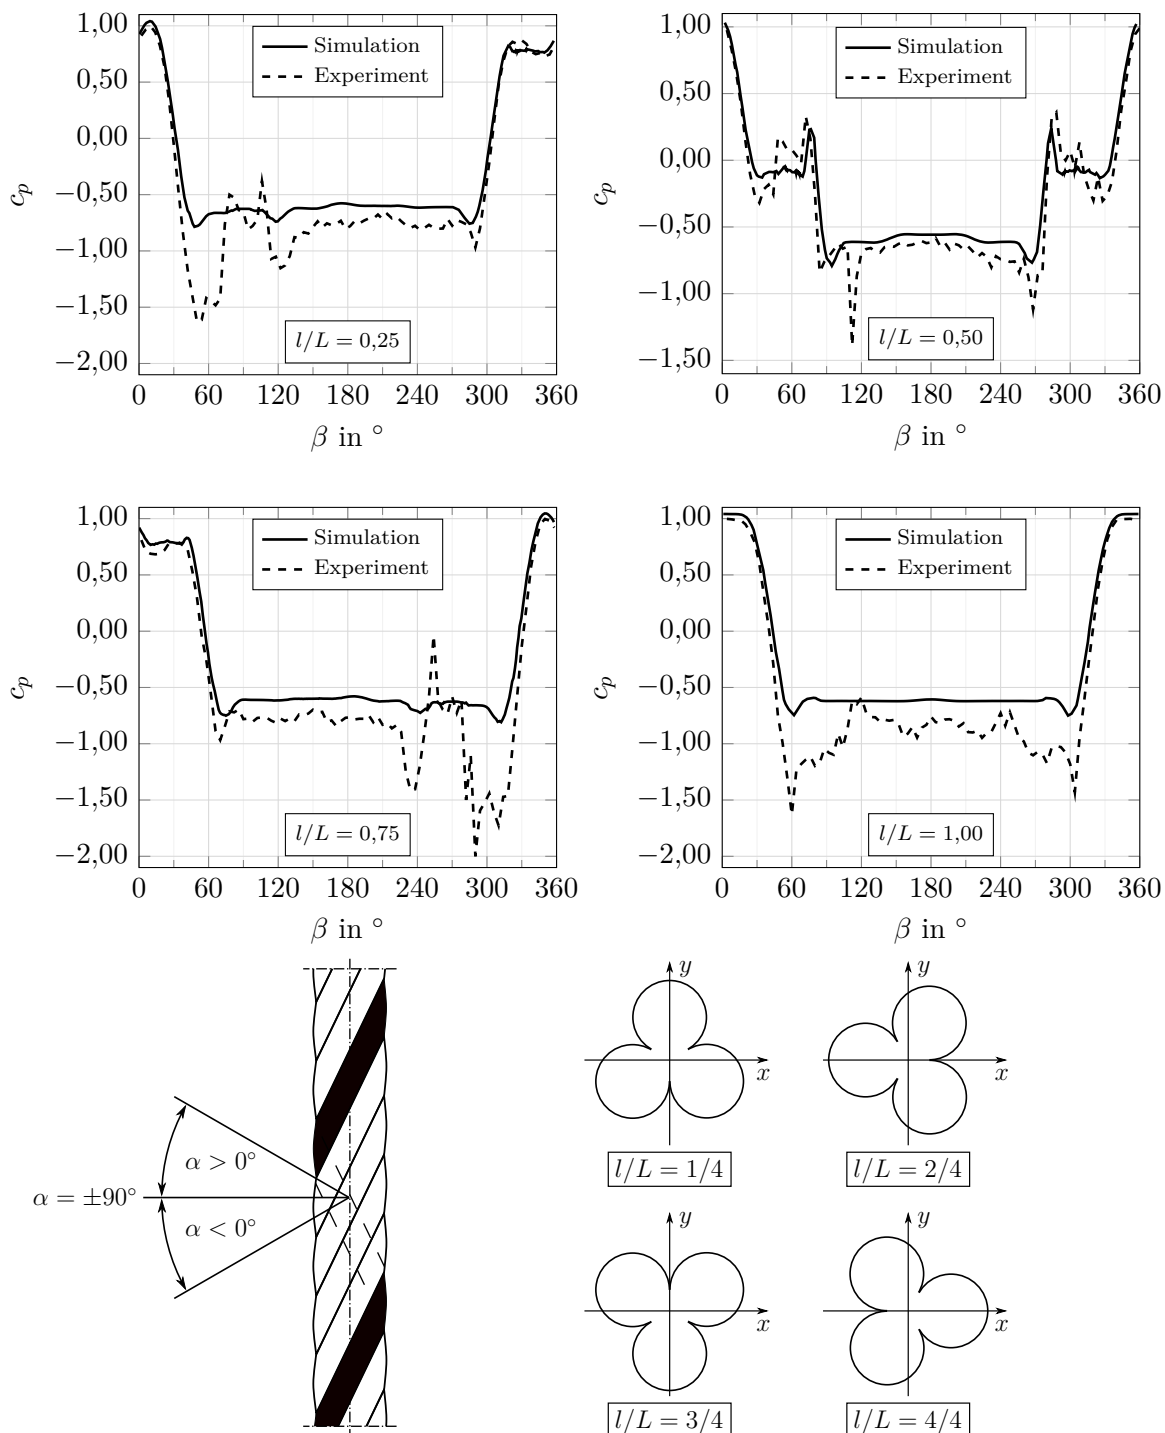 1,00
0,50
0,00
−0,50
−1,00
−1,50
−2,00
c_p
Simulation
Experiment
l/L = 0,25
0 60 120 180 240 300 360
β in °
1,00
0,50
0,00
−0,50
−1,00
−1,50
c_p
Simulation
Experiment
l/L = 0,50
0 60 120 180 240 300 360
β in °
1,00
0,50
0,00
−0,50
−1,00
−1,50
−2,00
c_p
Simulation
Experiment
l/L = 0,75
0 60 120 180 240 300 360
β in °
1,00
0,50
0,00
−0,50
−1,00
−1,50
−2,00
c_p
Simulation
Experiment
l/L = 1,00
0 60 120 180 240 300 360
β in °
α > 0°
α = ±90°
α < 0°
y
x
l/L = 1/4
y
x
l/L = 2/4
y
x
l/L = 3/4
y
x
l/L = 4/4